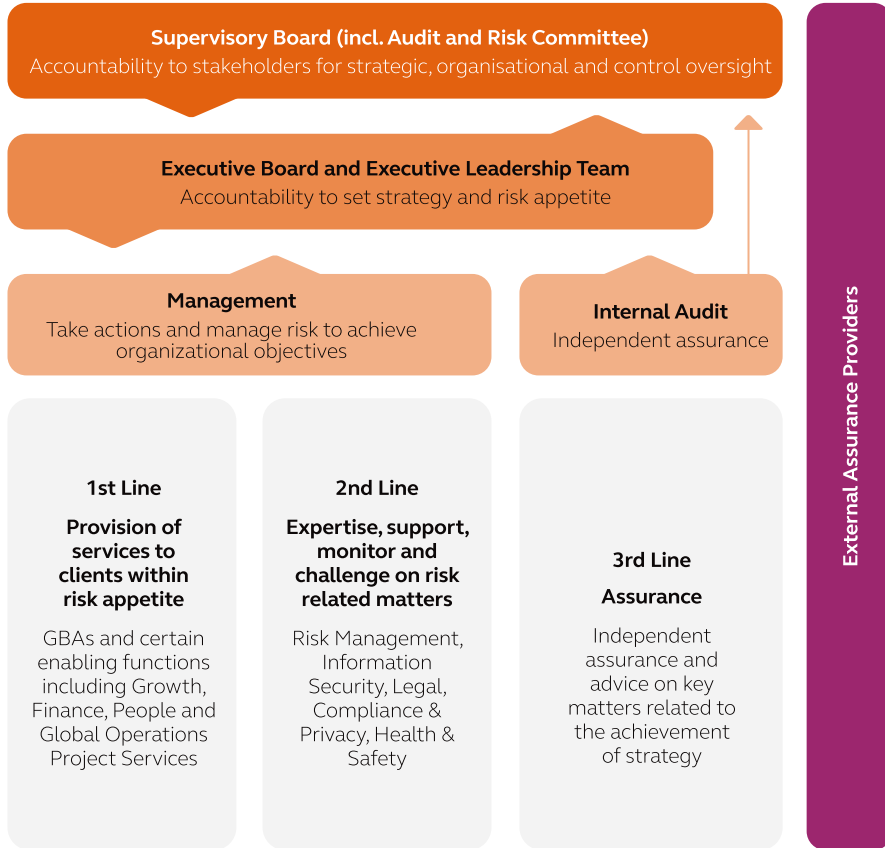 Supervisory Board (incl. Audit and Risk Committee)
Accountability to stakeholders for strategic, organisational and control oversight
Executive Board and Executive Leadership Team
Accountability to set strategy and risk appetite
Management
Take actions and manage risk to achieve
organizational objectives
Internal Audit
Independent assurance
1st Line
Provision of
services to
clients within
risk appetite
GBAs and certain
enabling functions
including Growth,
Finance, People and
Global Operations
Project Services
2nd Line
Expertise, support,
monitor and
challenge on risk
related matters
Risk Management,
Information
Security, Legal,
Compliance &
Privacy, Health &
Safety
3rd Line
Assurance
Independent
assurance and
advice on key
matters related to
the achievement
of strategy
External Assurance Providers